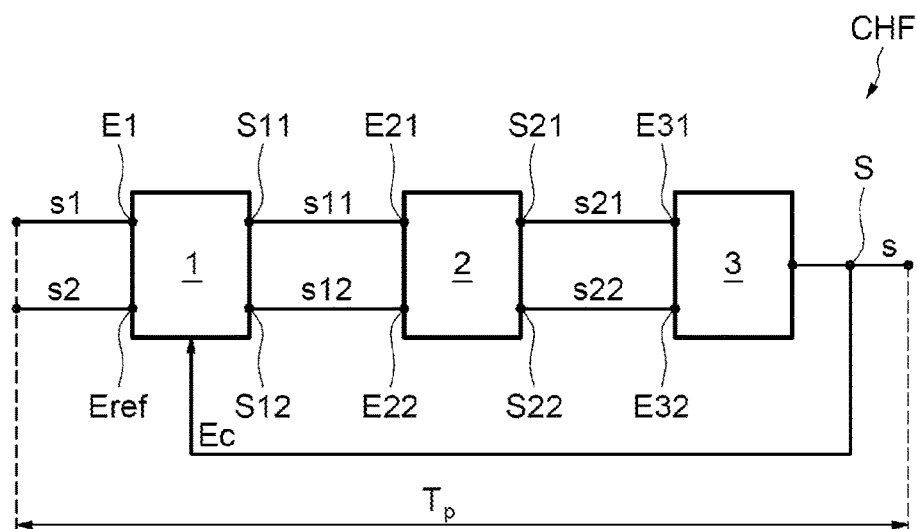 CHF
E1 S11 E21 S21 E31 S
s1 s11 s21 s
1 2 3
s2 s12 s22
Eref S12 E22 S22 E32
Ec
Tp